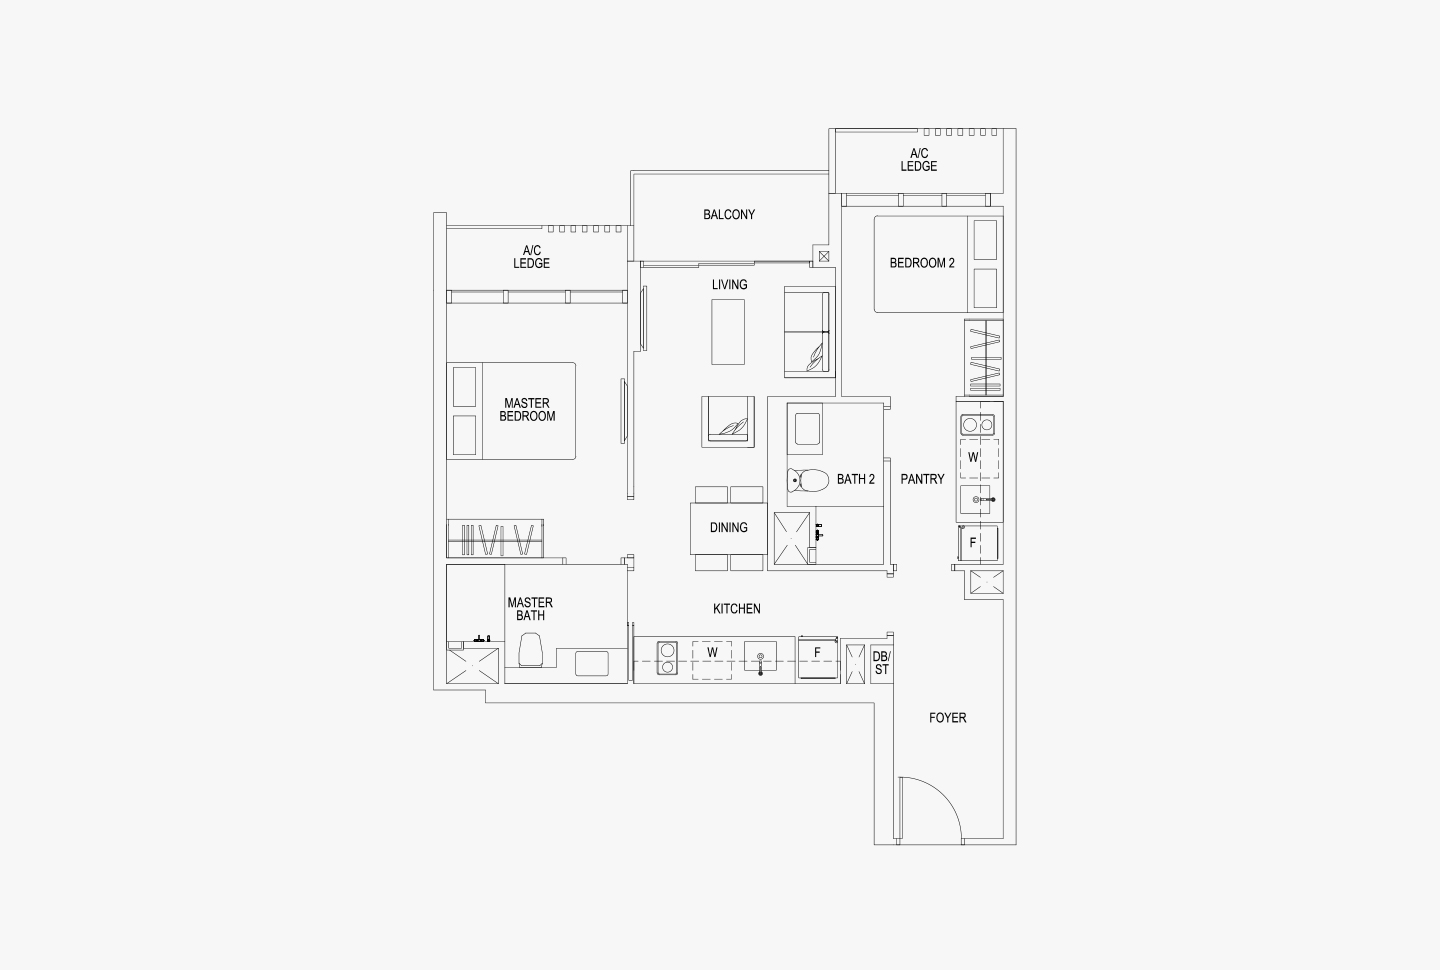 A/C
LEDGE
BALCONY
A/C
LEDGE
BEDROOM 2
LIVING
MASTER
BEDROOM
W
BATH 2
PANTRY
DINING
F
MASTER
BATH
KITCHEN
W
F
DB/
ST
FOYER